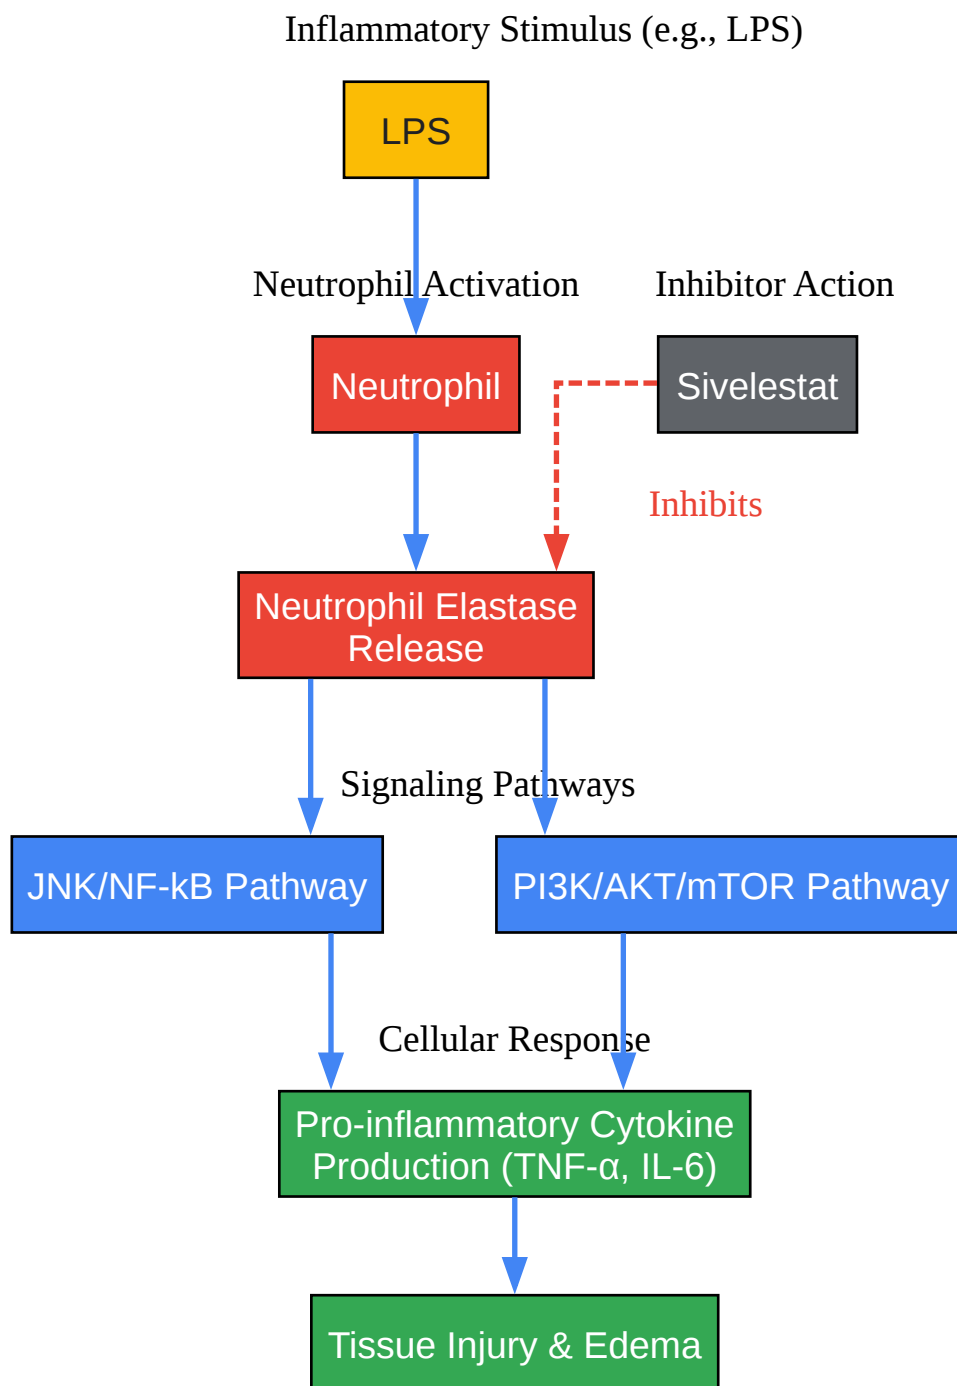 Inflammatory Stimulus (e.g., LPS)
LPS
Neutrophil Activation
Inhibitor Action
Neutrophil
Sivelestat
Inhibits
Neutrophil Elastase
Release
Signaling Pathways
JNK/NF-kB Pathway
PI3K/AKT/mTOR Pathway
Cellular Response
Pro-inflammatory Cytokine
Production (TNF-α, IL-6)
Tissue Injury & Edema